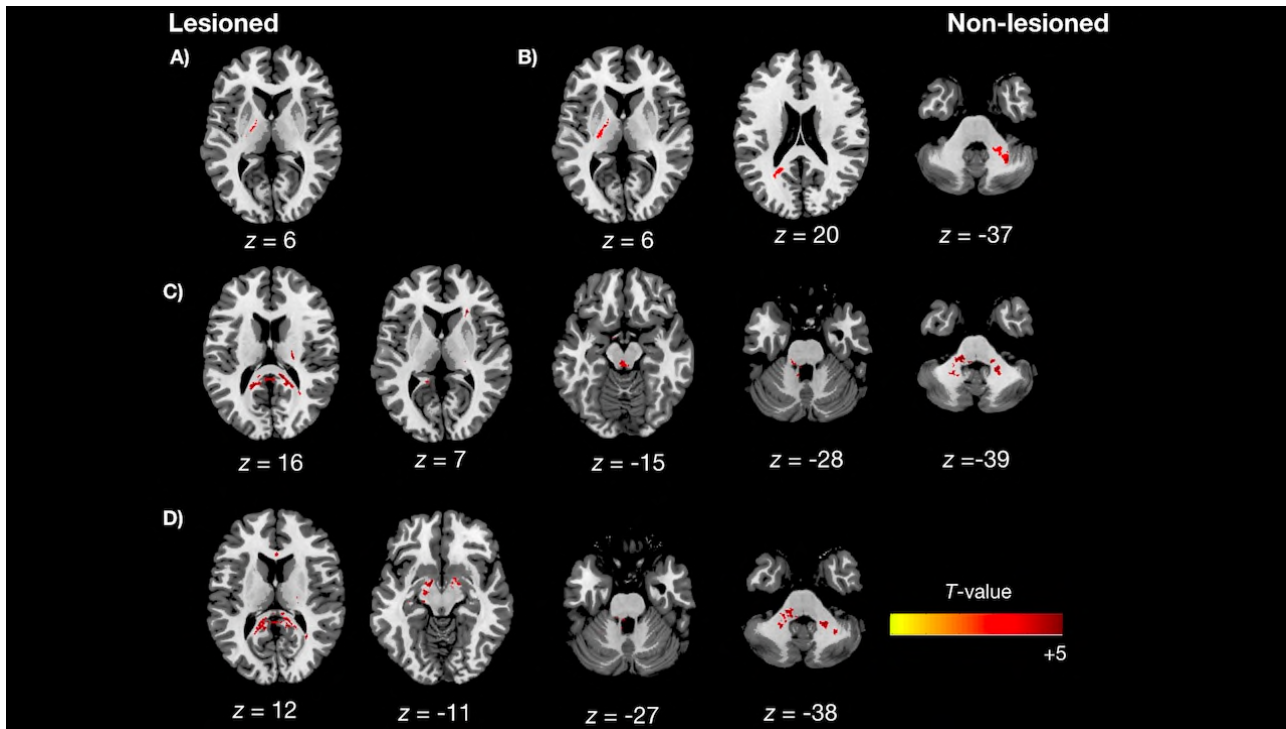 Lesioned
Non-lesioned
A)
B)
z = 6
z = 6
z = 20
z = -37
C)
z = 16
z = 7
z = -15
z = -28
z =-39
D)
T-value
+5
z = 12
z = -11
z = -27
z = -38